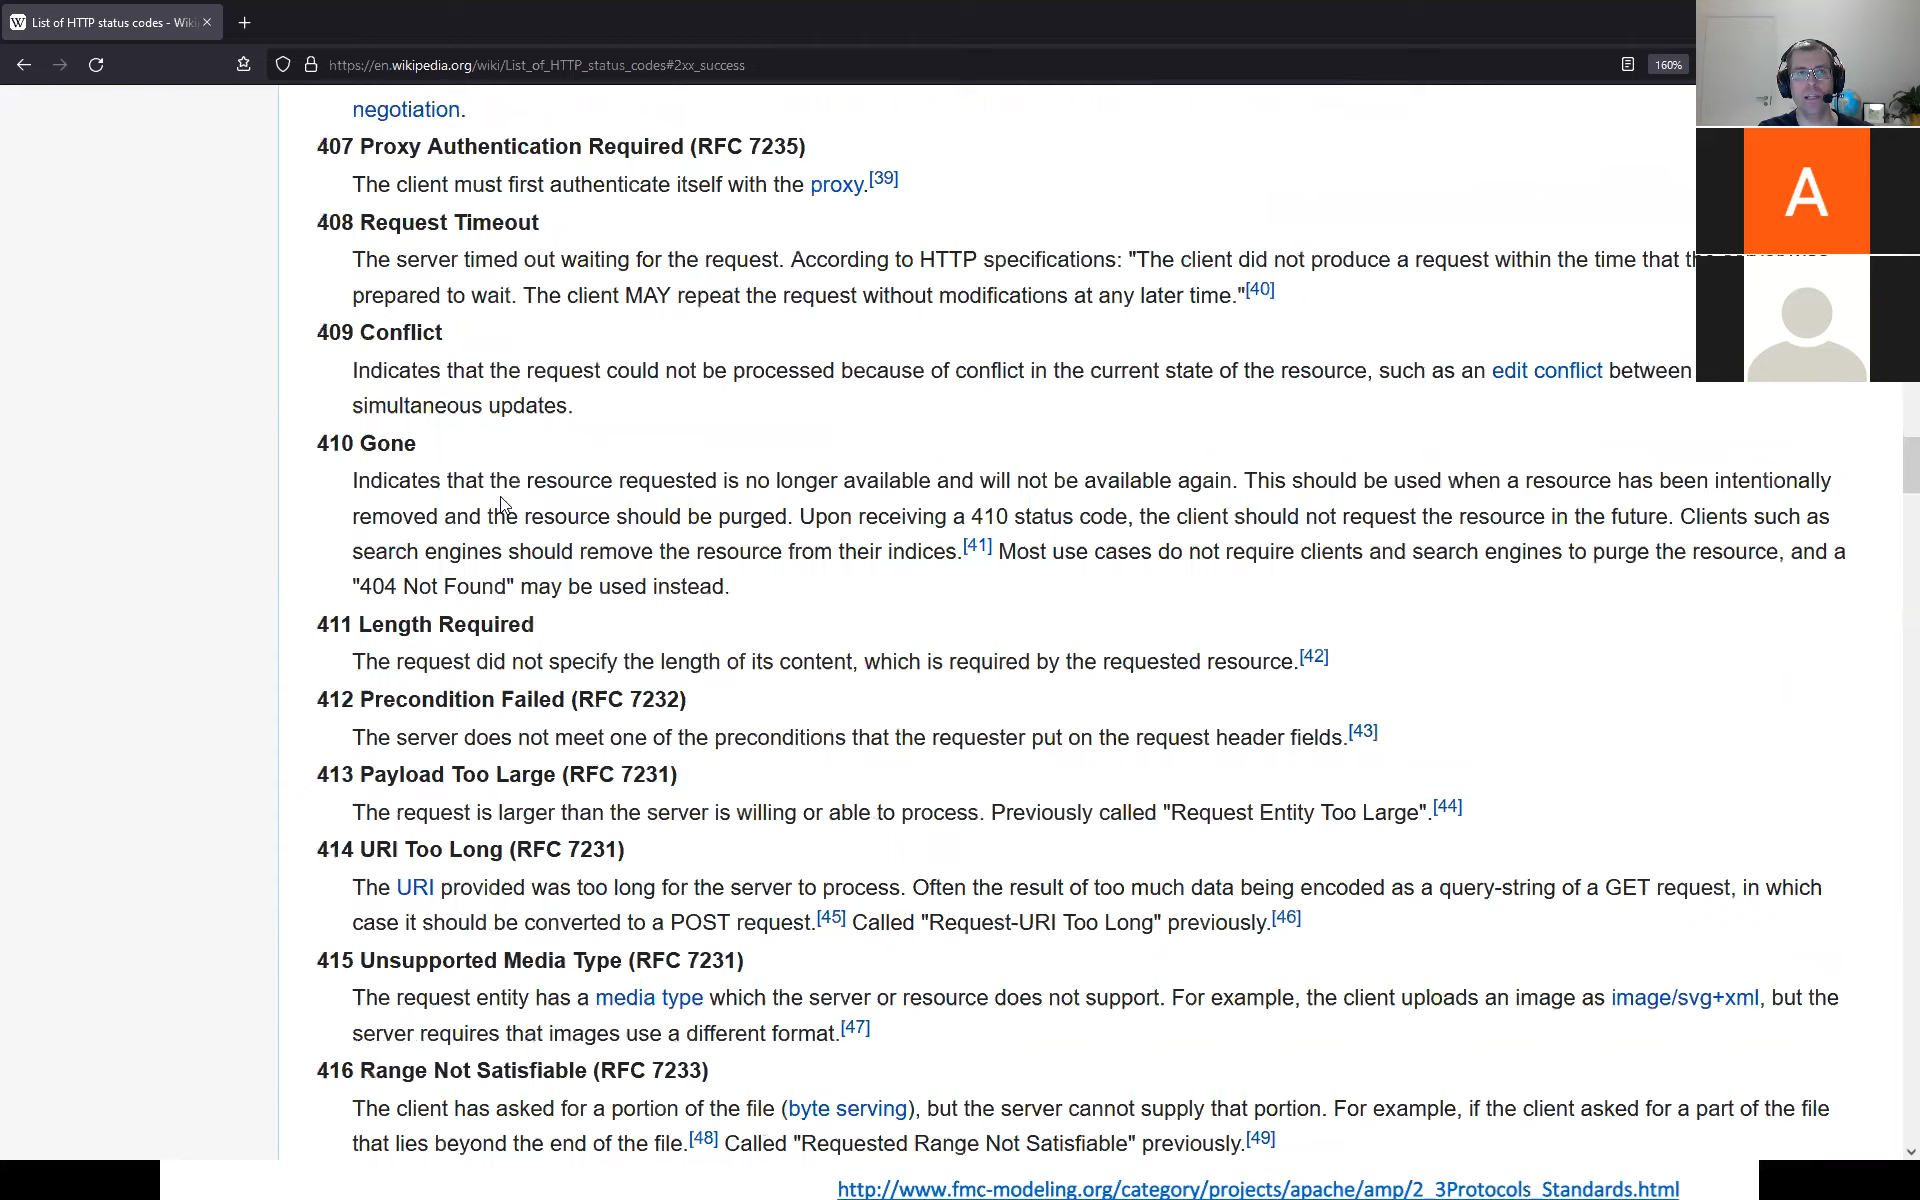 List of HTTP status codes - Wiki
https://en.wikipedia.org/wiki/List_of_HTTP_status_codes#2xx_success
160%
negotiation.
407 Proxy Authentication Required (RFC 7235)
The client must first authenticate itself with the proxy.[39]
408 Request Timeout
The server timed out waiting for the request. According to HTTP specifications: "The client did not produce a request within the time that
prepared to wait. The client MAY repeat the request without modifications at any later time."[40]
409 Conflict
Indicates that the request could not be processed because of conflict in the current state of the resource, such as an edit conflict between
simultaneous updates.
410 Gone
Indicates that the resource requested is no longer available and will not be available again. This should be used when a resource has been intentionally
removed and the resource should be purged. Upon receiving a 410 status code, the client should not request the resource in the future. Clients such as
search engines should remove the resource from their indices.[41] Most use cases do not require clients and search engines to purge the resource, and a
"404 Not Found" may be used instead.
411 Length Required
The request did not specify the length of its content, which is required by the requested resource.[42]
412 Precondition Failed (RFC 7232)
The server does not meet one of the preconditions that the requester put on the request header fields.[43]
413 Payload Too Large (RFC 7231)
The request is larger than the server is willing or able to process. Previously called "Request Entity Too Large".[44]
414 URI Too Long (RFC 7231)
The URI provided was too long for the server to process. Often the result of too much data being encoded as a query-string of a GET request, in which
case it should be converted to a POST request.[45] Called "Request-URI Too Long" previously.[46]
415 Unsupported Media Type (RFC 7231)
The request entity has a media type which the server or resource does not support. For example, the client uploads an image as image/svg+xml, but the
server requires that images use a different format.[47]
416 Range Not Satisfiable (RFC 7233)
The client has asked for a portion of the file (byte serving), but the server cannot supply that portion. For example, if the client asked for a part of the file
that lies beyond the end of the file.[48] Called "Requested Range Not Satisfiable" previously.[49]
A
http://www.fmc-modeling.org/category/projects/apache/amp/2_3Protocols_Standards.html